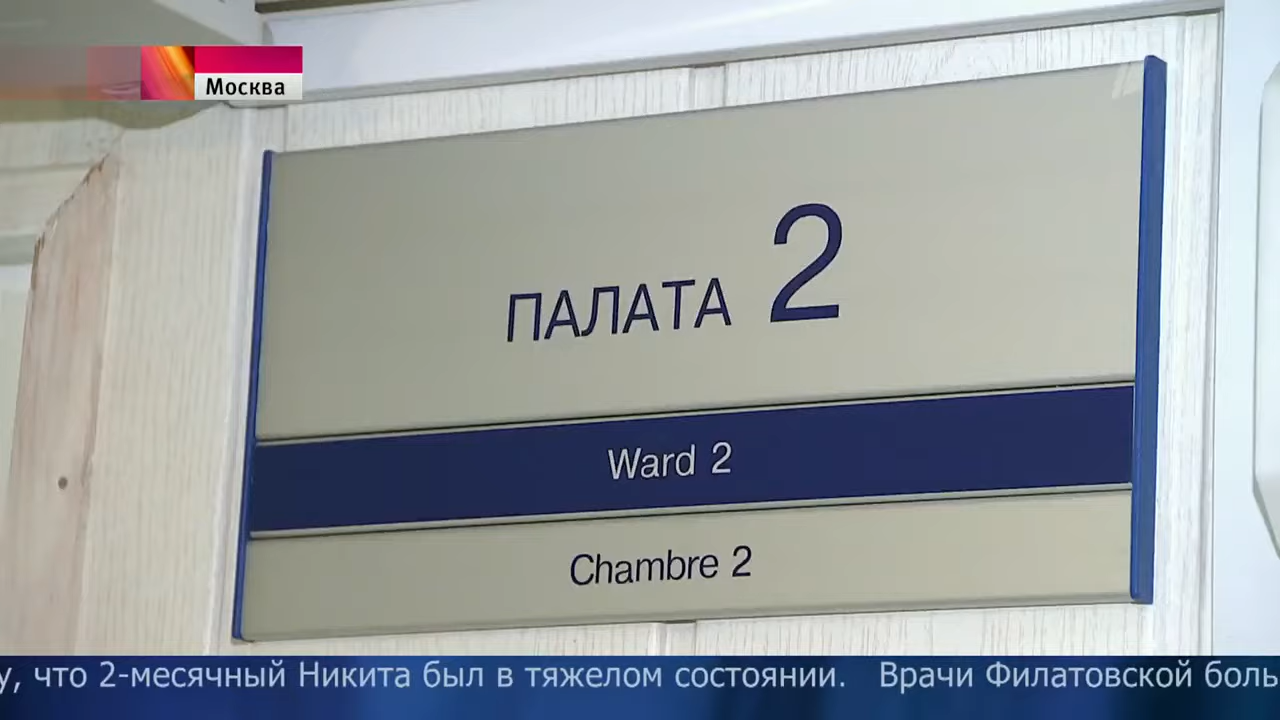 Москва
ПАЛАТА 2
Ward 2
Chambre 2
что 2-месячный Никита был в тяжелом состоянии. Врачи Филатовской